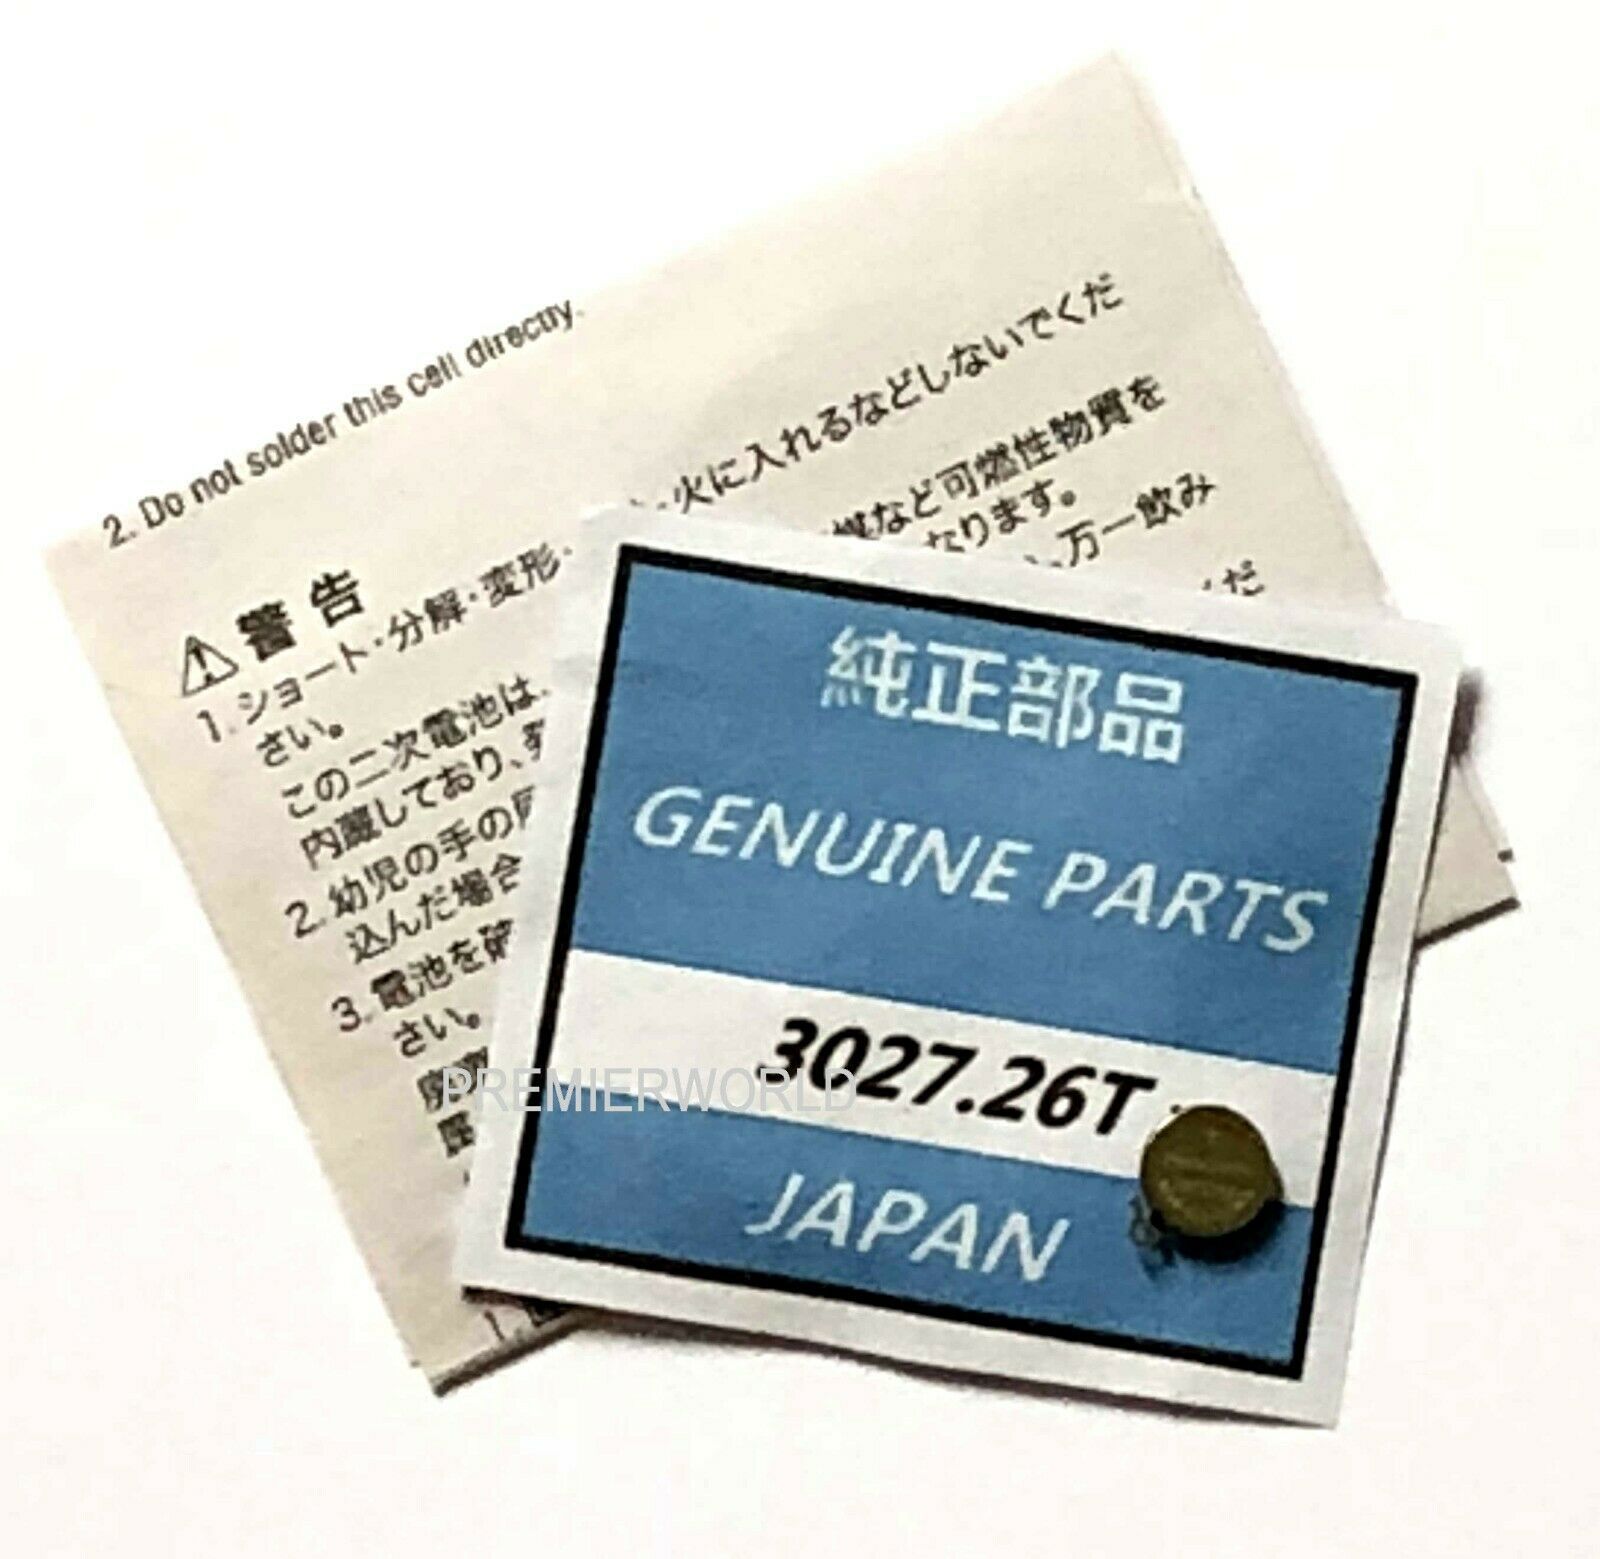 2. Do not solder this cell directly.
警告
1. ショート・分解・変形・火に入れるなどしないでくだ
さい。
この二次電池は、など可燃性物質を
内蔵しており、なります。
2. 幼児の手の万一飲み
込んだ場合くだ
3. 電池を
さい。
純正部品
GENUINE PARTS
3027.26T
JAPAN
PREMIERWORLD
1.